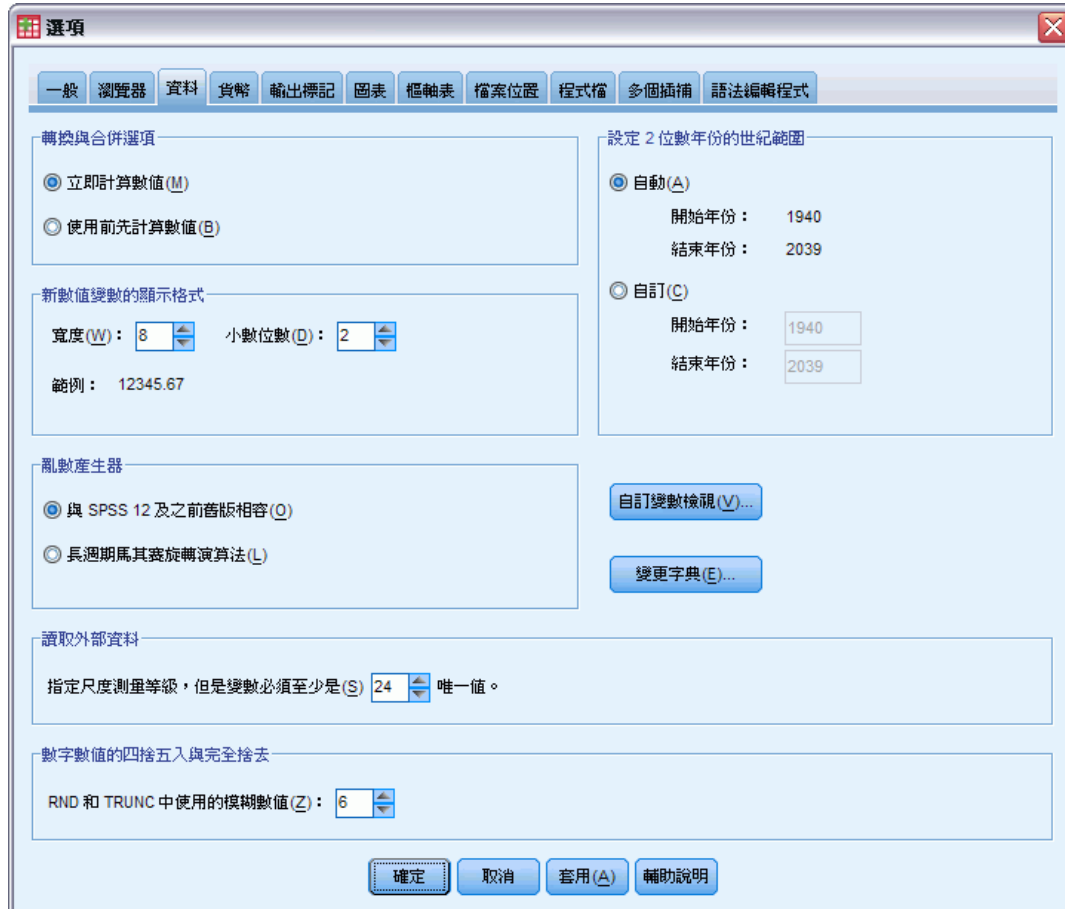 選項
一般 瀏覽器 資料 貨幣 輸出標記 圖表 樞軸表 檔案位置 程式檔 多個插補 語法編輯程式
轉換與合併選項
立即計算數值(M)
使用前先計算數值(B)
設定 2 位數年份的世紀範圍
自動(A)
開始年份： 1940
結束年份： 2039
自訂(C)
開始年份： 1940
結束年份： 2039
新數值變數的顯示格式
寬度(W)： 8 小數位數(D)： 2
範例： 12345.67
亂數產生器
與 SPSS 12 及之前舊版相容(O)
長週期馬其賽旋轉演算法(L)
自訂變數檢視(V)...
變更字典(E)...
讀取外部資料
指定尺度測量等級，但是變數必須至少是(S) 24 唯一值。
數字數值的四捨五入與完全捨去
RND 和 TRUNC 中使用的模糊數值(Z)： 6
確定 取消 套用(A) 輔助說明